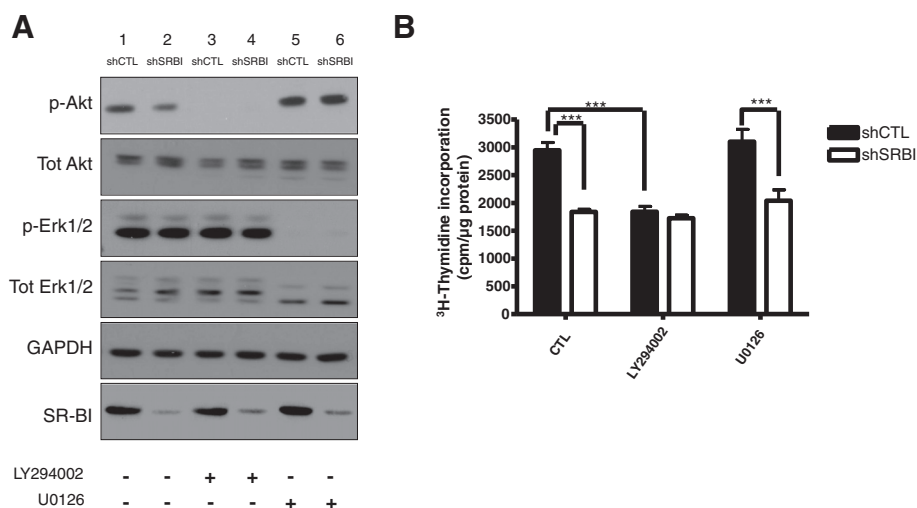 A
1 2 3 4 5 6
shCTL shSRBI shCTL shSRBI shCTL shSRBI
p-Akt
Tot Akt
p-Erk1/2
Tot Erk1/2
GAPDH
SR-BI
LY294002 - - + + - -
U0126 - - - - + +
B
*** *** ***
3500
3000
2500
2000
1500
1000
500
0
³H-Thymidine incorporation
(cpm/µg protein)
CTL
LY294002
U0126
shCTL
shSRBI